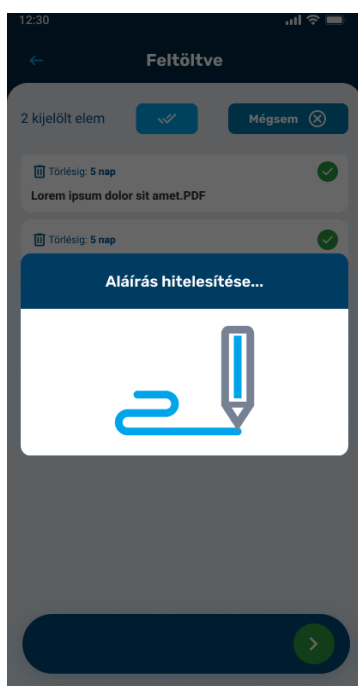 12:30
Feltöltve
2 kijelölt elem
Mégsem
Törlésig: 5 nap
Lorem ipsum dolor sit amet.PDF
Törlésig: 5 nap
Aláírás hitelesítése...